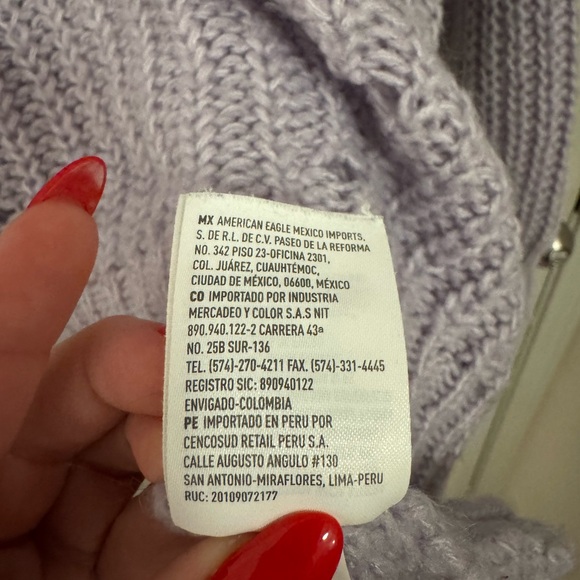 MX AMERICAN EAGLE MEXICO IMPORTS,
S. DE R.L. DE C.V. PASEO DE LA REFORMA
NO. 342 PISO 23-OFICINA 2301,
COL. JUÁREZ, CUAUHTÉMOC,
CIUDAD DE MÉXICO, 06600, MÉXICO
CO IMPORTADO POR INDUSTRIA
MERCADEO Y COLOR S.A.S NIT
890.940.122-2 CARRERA 43ª
NO. 25B SUR-136
TEL. (574)-270-4211 FAX. (574)-331-4445
REGISTRO SIC: 890940122
ENVIGADO-COLOMBIA
PE IMPORTADO EN PERU POR
CENCOSUD RETAIL PERU S.A.
CALLE AUGUSTO ANGULO #130
SAN ANTONIO-MIRAFLORES, LIMA-PERU
RUC: 20109072177